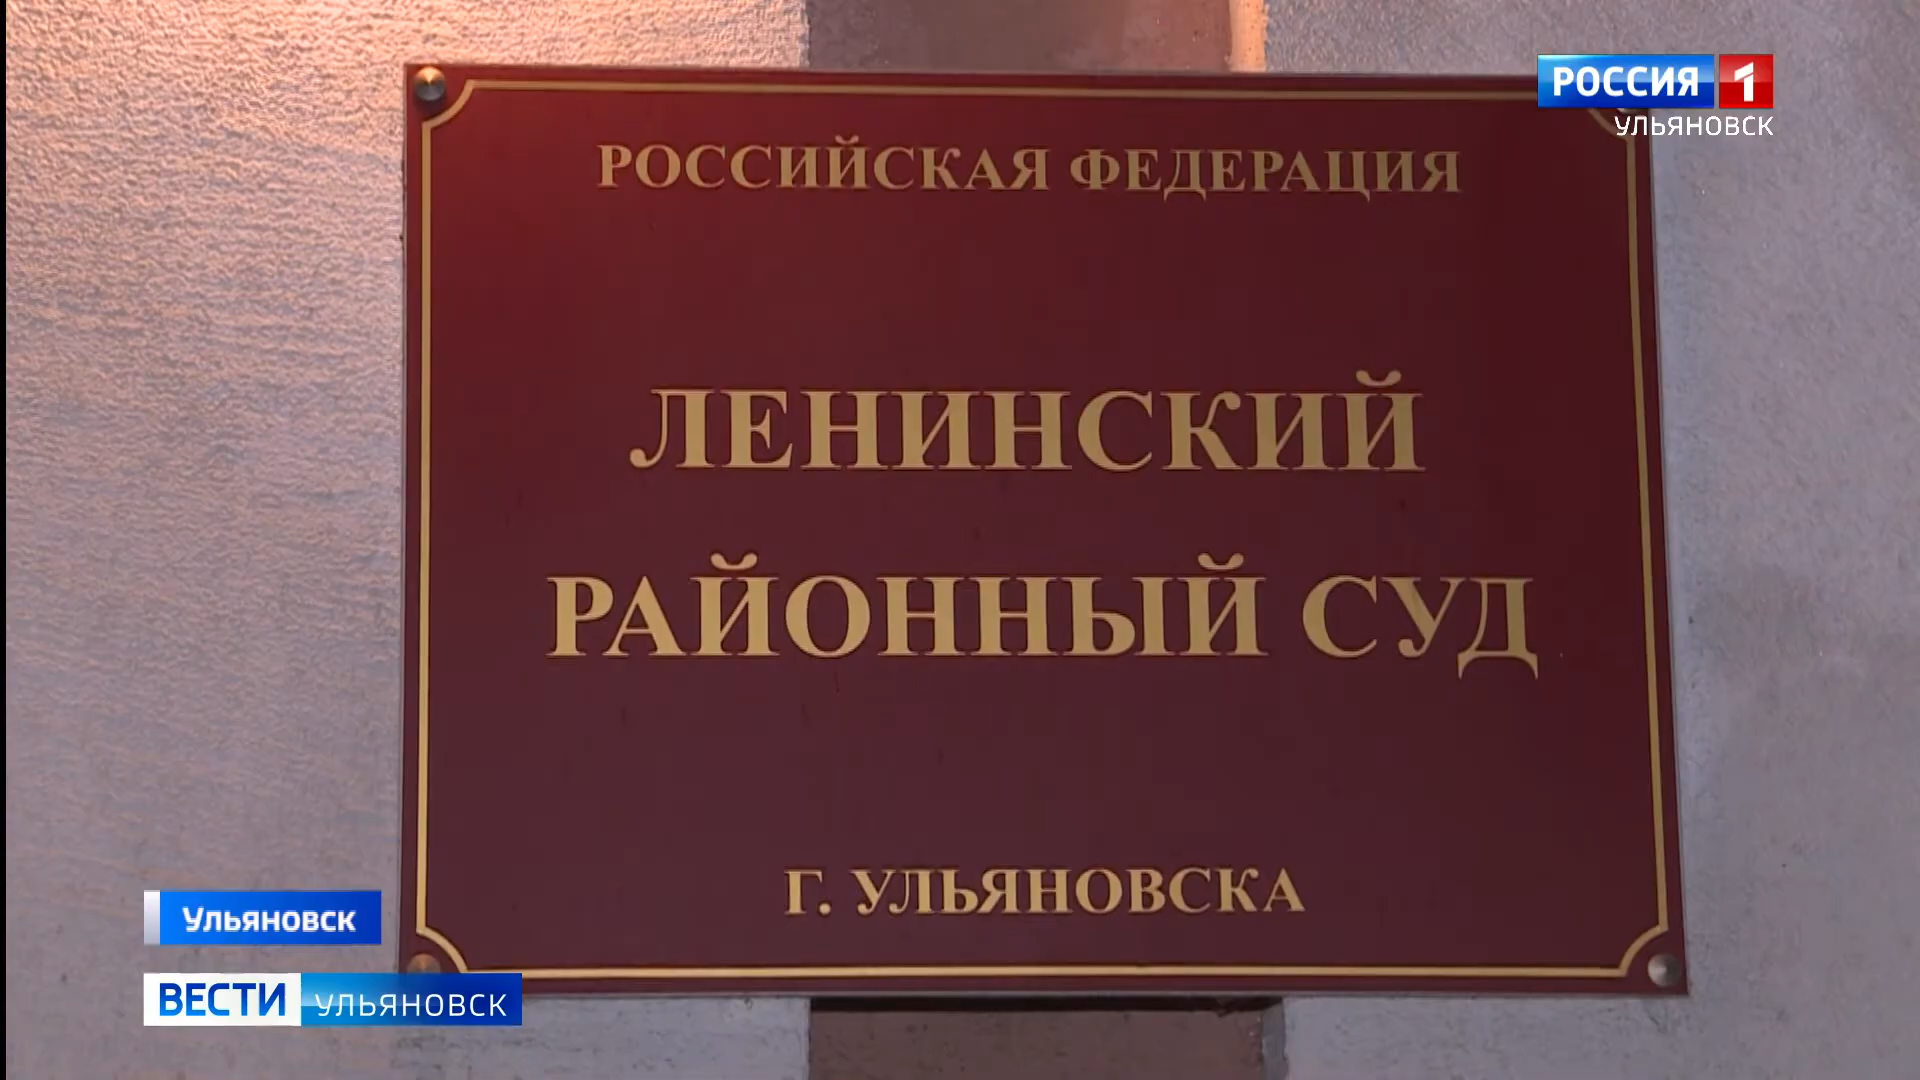 РОССИЯ 1
УЛЬЯНОВСК
РОССИЙСКАЯ ФЕДЕРАЦИЯ
ЛЕНИНСКИЙ
РАЙОННЫЙ СУД
Г. УЛЬЯНОВСКА
Ульяновск
ВЕСТИ УЛЬЯНОВСК